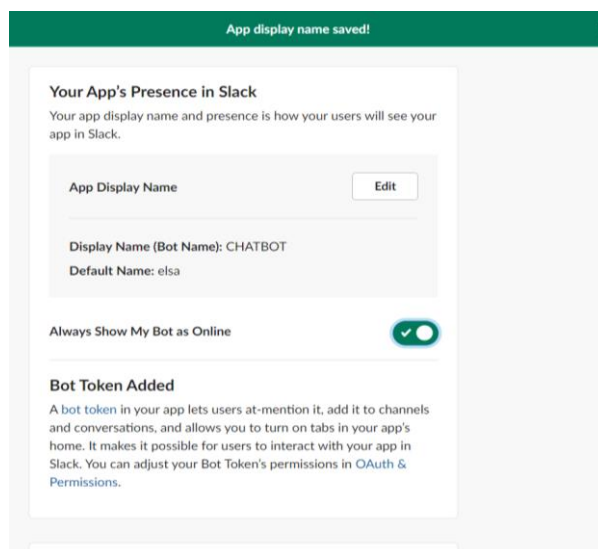 App display name saved!
Your App's Presence in Slack
Your app display name and presence is how your users will see your
app in Slack.
App Display Name
Edit
Display Name (Bot Name): CHATBOT
Default Name: elsa
Always Show My Bot as Online
Bot Token Added
A bot token in your app lets users at-mention it, add it to channels
and conversations, and allows you to turn on tabs in your app's
home. It makes it possible for users to interact with your app in
Slack. You can adjust your Bot Token's permissions in OAuth &
Permissions.